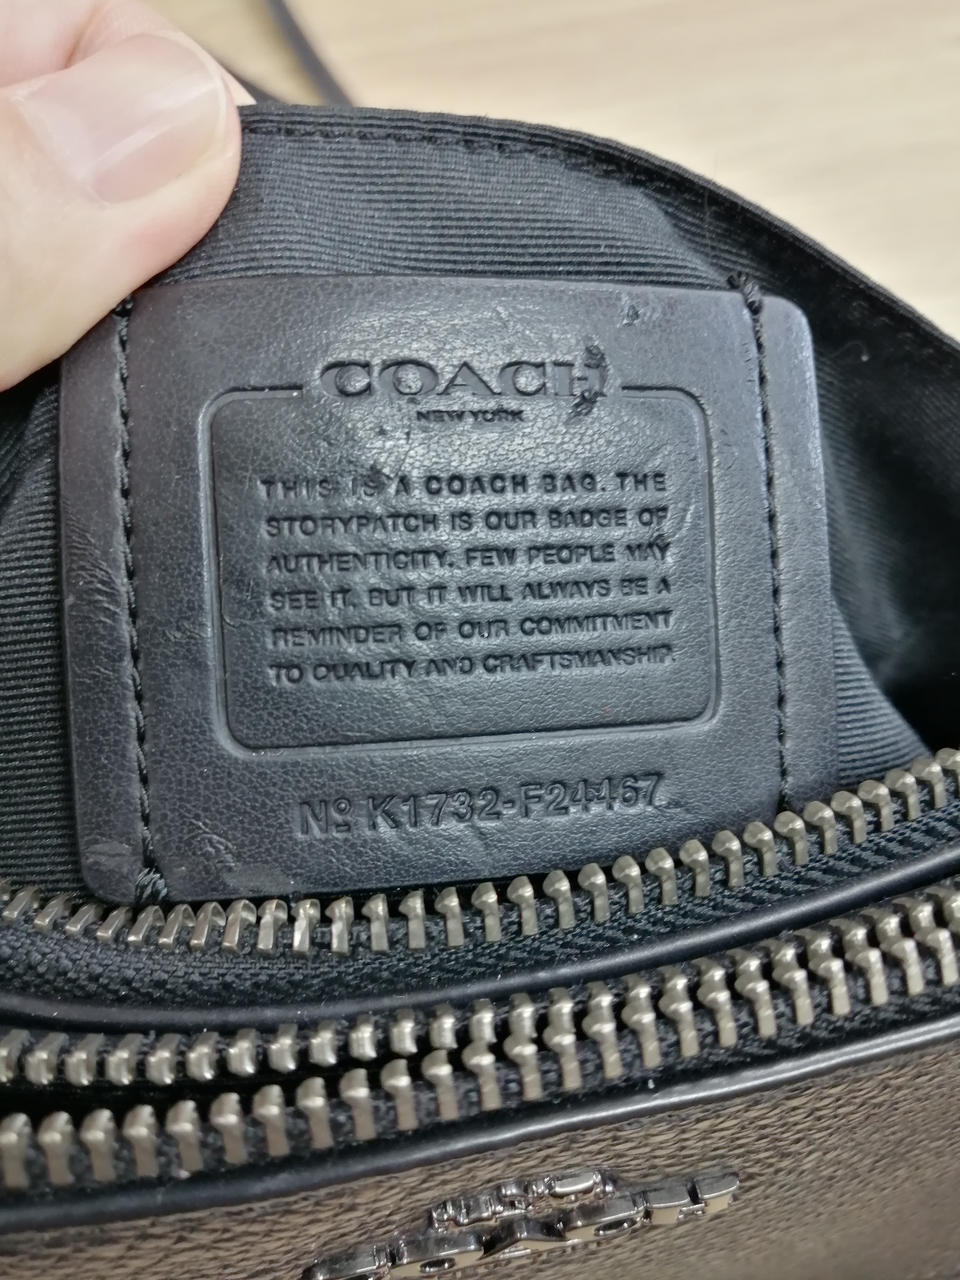 COACH
NEW YORK
THIS IS A COACH BAG. THE
STORYPATCH IS OUR BADGE OF
AUTHENTICITY. FEW PEOPLE MAY
SEE IT, BUT IT WILL ALWAYS BE A
REMINDER OF OUR COMMITMENT
TO QUALITY AND CRAFTSMANSHIP.
Nº K1732-F24467
COACH